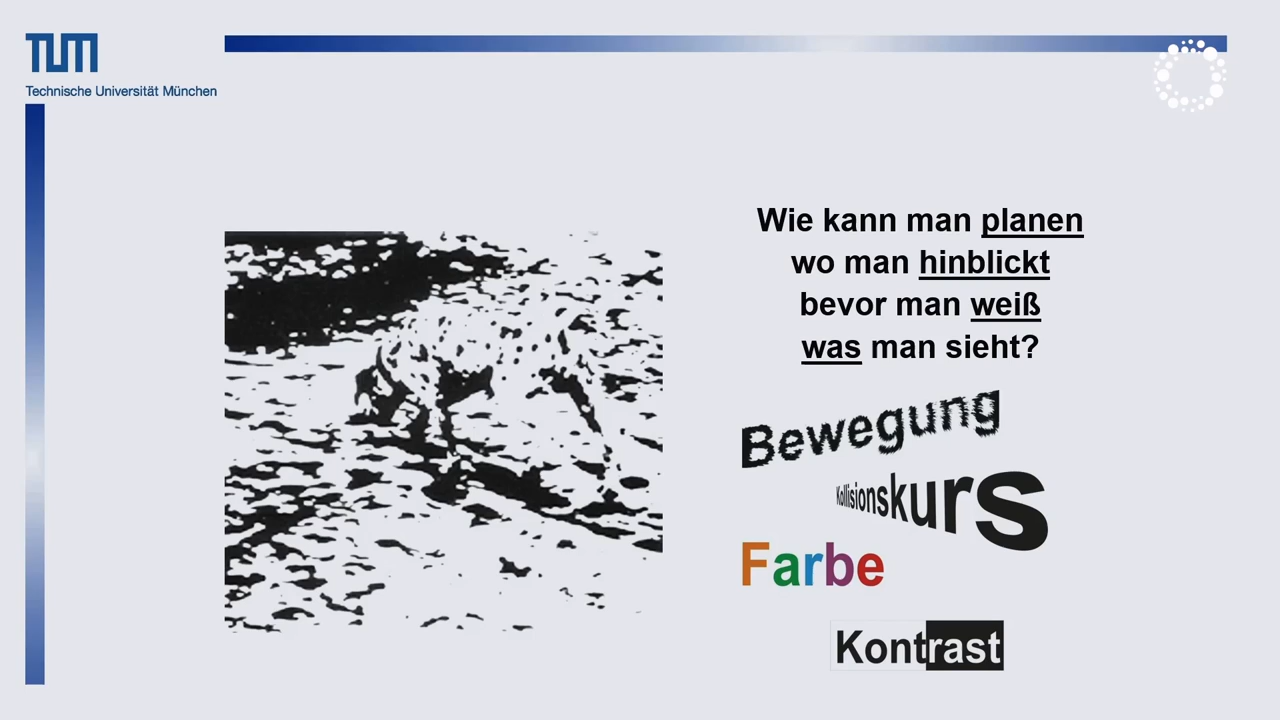 TUM
Technische Universität München
Wie kann man planen
wo man hinblickt
bevor man weiß
was man sieht?
Bewegung
Kollisionskurs
Farbe
Kontrast